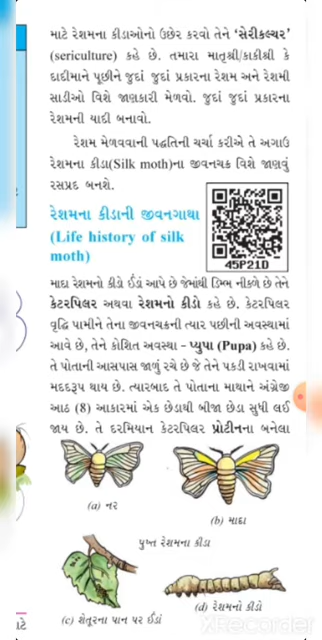 માટે રેશમના કીડાઓનો ઉછેર કરવો તેને ‘સેરીકલ્ચર’
(sericulture) કહે છે. તમારા માતૃશ્રી/કાકીશ્રી કે
દાદીમાને પૂછીને જુદાં જુદાં પ્રકારના રેશમ અને રેશમી
સાડીઓ વિશે જાણકારી મેળવો. જુદાં જુદાં પ્રકારના
રેશમની યાદી બનાવો.
રેશમ મેળવવાની પદ્ધતિની ચર્ચા કરીએ તે અગાઉ
રેશમના કીડા(Silk moth)ના જીવનચક્ર વિશે જાણવું
રસપ્રદ બનશે.
રેશમના કીડાની જીવનગાથા
(Life history of silk
moth)
45P21D
માદા રેશમનો કીડો ઈંડાં આપે છે જેમાંથી ડિમ્ભ નીકળે છે તેને
કેટરપિલર અથવા રેશમનો કીડો કહે છે. કેટરપિલર
વૃદ્ધિ પામીને તેના જીવનચક્રની ત્યાર પછીની અવસ્થામાં
આવે છે, તેને કોશિત અવસ્થા - પ્યુપા (Pupa) કહે છે.
તે પોતાની આસપાસ જાળું રચે છે જે તેને પકડી રાખવામાં
મદદરૂપ થાય છે. ત્યારબાદ તે પોતાના માથાને અંગ્રેજી
આઠ (8) આકારમાં એક છેડાથી બીજા છેડા સુધી લઈ
જાય છે. તે દરમિયાન કેટરપિલર પ્રોટીનના બનેલા
(a) નર
(b) માદા
પુખ્ત રેશમના કીડા
(c) શેતૂરના પાન પર ઈંડાં
(d) રેશમનો કીડો
XRecorder